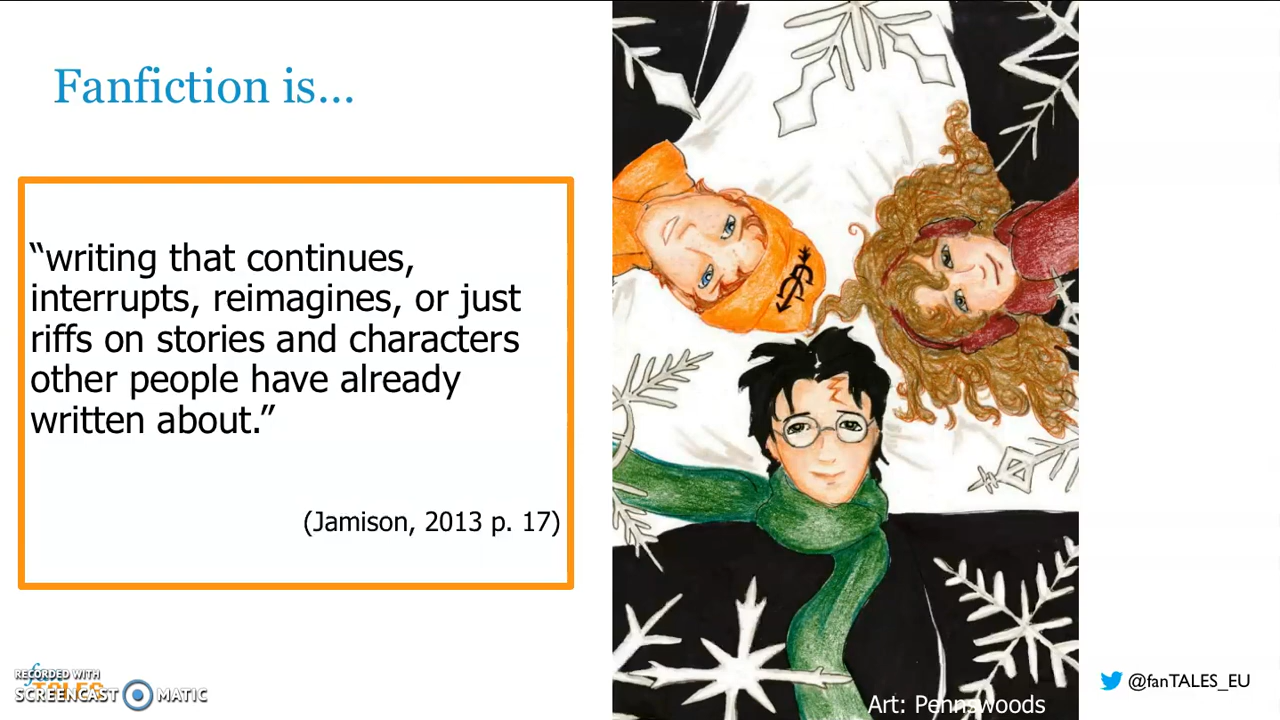 Fanfiction is...
“writing that continues,
interrupts, reimagines, or just
riffs on stories and characters
other people have already
written about.”
(Jamison, 2013 p. 17)
RECORDED WITH
SCREENCAST MATIC
Art: Pennswoods
@fanTALES_EU